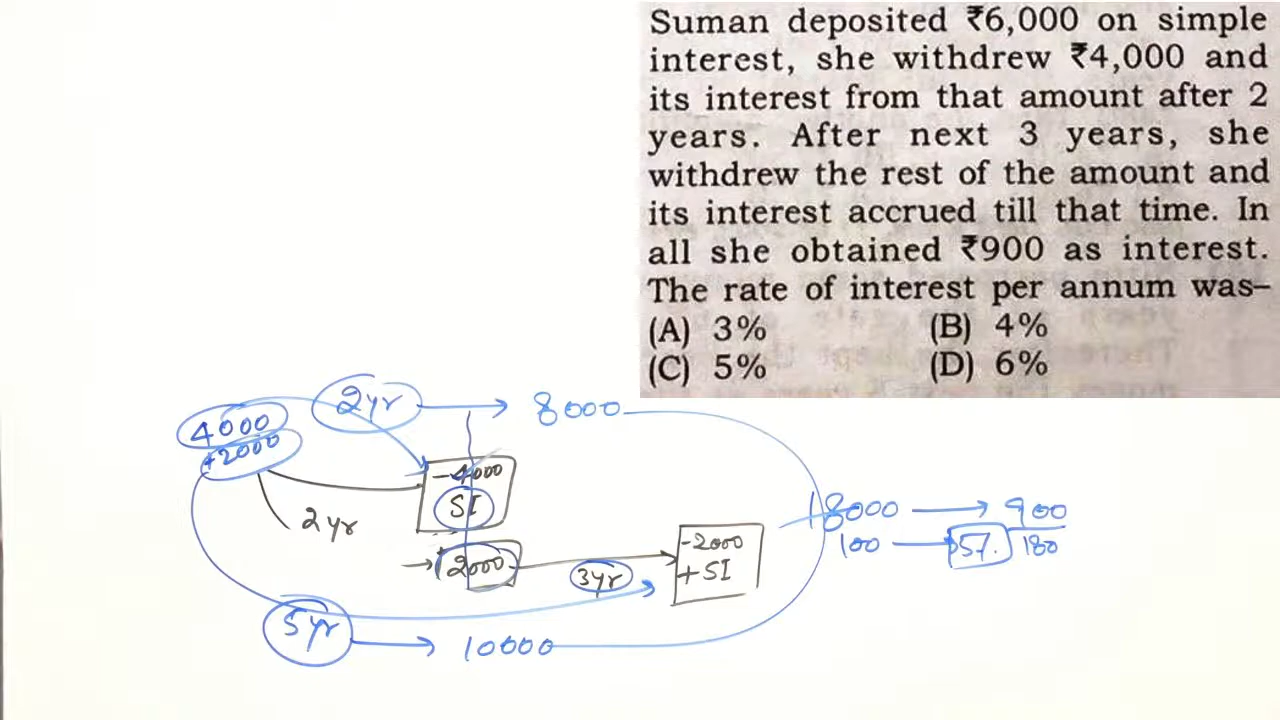 Suman deposited ₹6,000 on simple
interest, she withdrew ₹4,000 and
its interest from that amount after 2
years. After next 3 years, she
withdrew the rest of the amount and
its interest accrued till that time. In
all she obtained ₹900 as interest.
The rate of interest per annum was–
(A) 3% (B) 4%
(C) 5% (D) 6%
2yr → 8000
4000
+2000
-4000
SI
2yr
18000 → 900
100 → 5%. 180
→ 2000
3yr
-2000
+SI
5yr → 10000